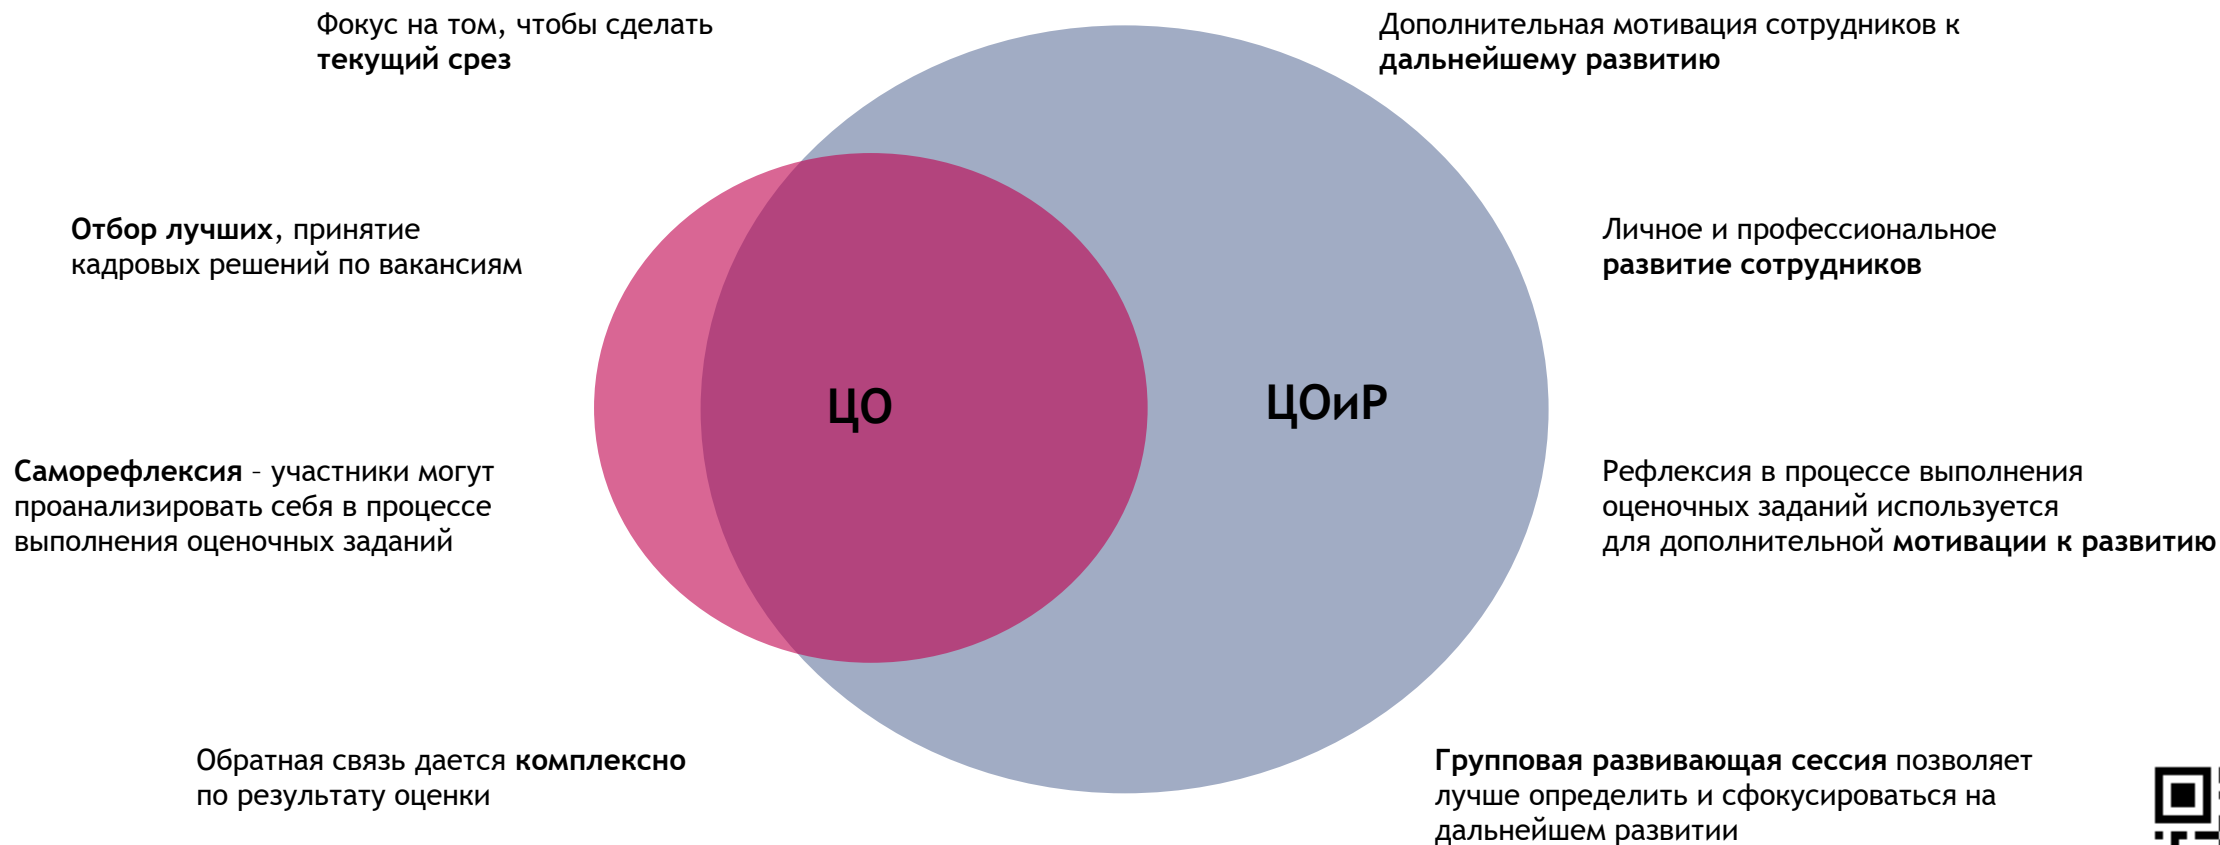 Фокус на том, чтобы сделать
текущий срез
Дополнительная мотивация сотрудников к
дальнейшему развитию
Отбор лучших, принятие
кадровых решений по вакансиям
Личное и профессиональное
развитие сотрудников
ЦО
ЦОиР
Саморефлексия – участники могут
проанализировать себя в процессе
выполнения оценочных заданий
Рефлексия в процессе выполнения
оценочных заданий используется
для дополнительной мотивации к развитию
Обратная связь дается комплексно
по результату оценки
Групповая развивающая сессия позволяет
лучше определить и сфокусироваться на
дальнейшем развитии